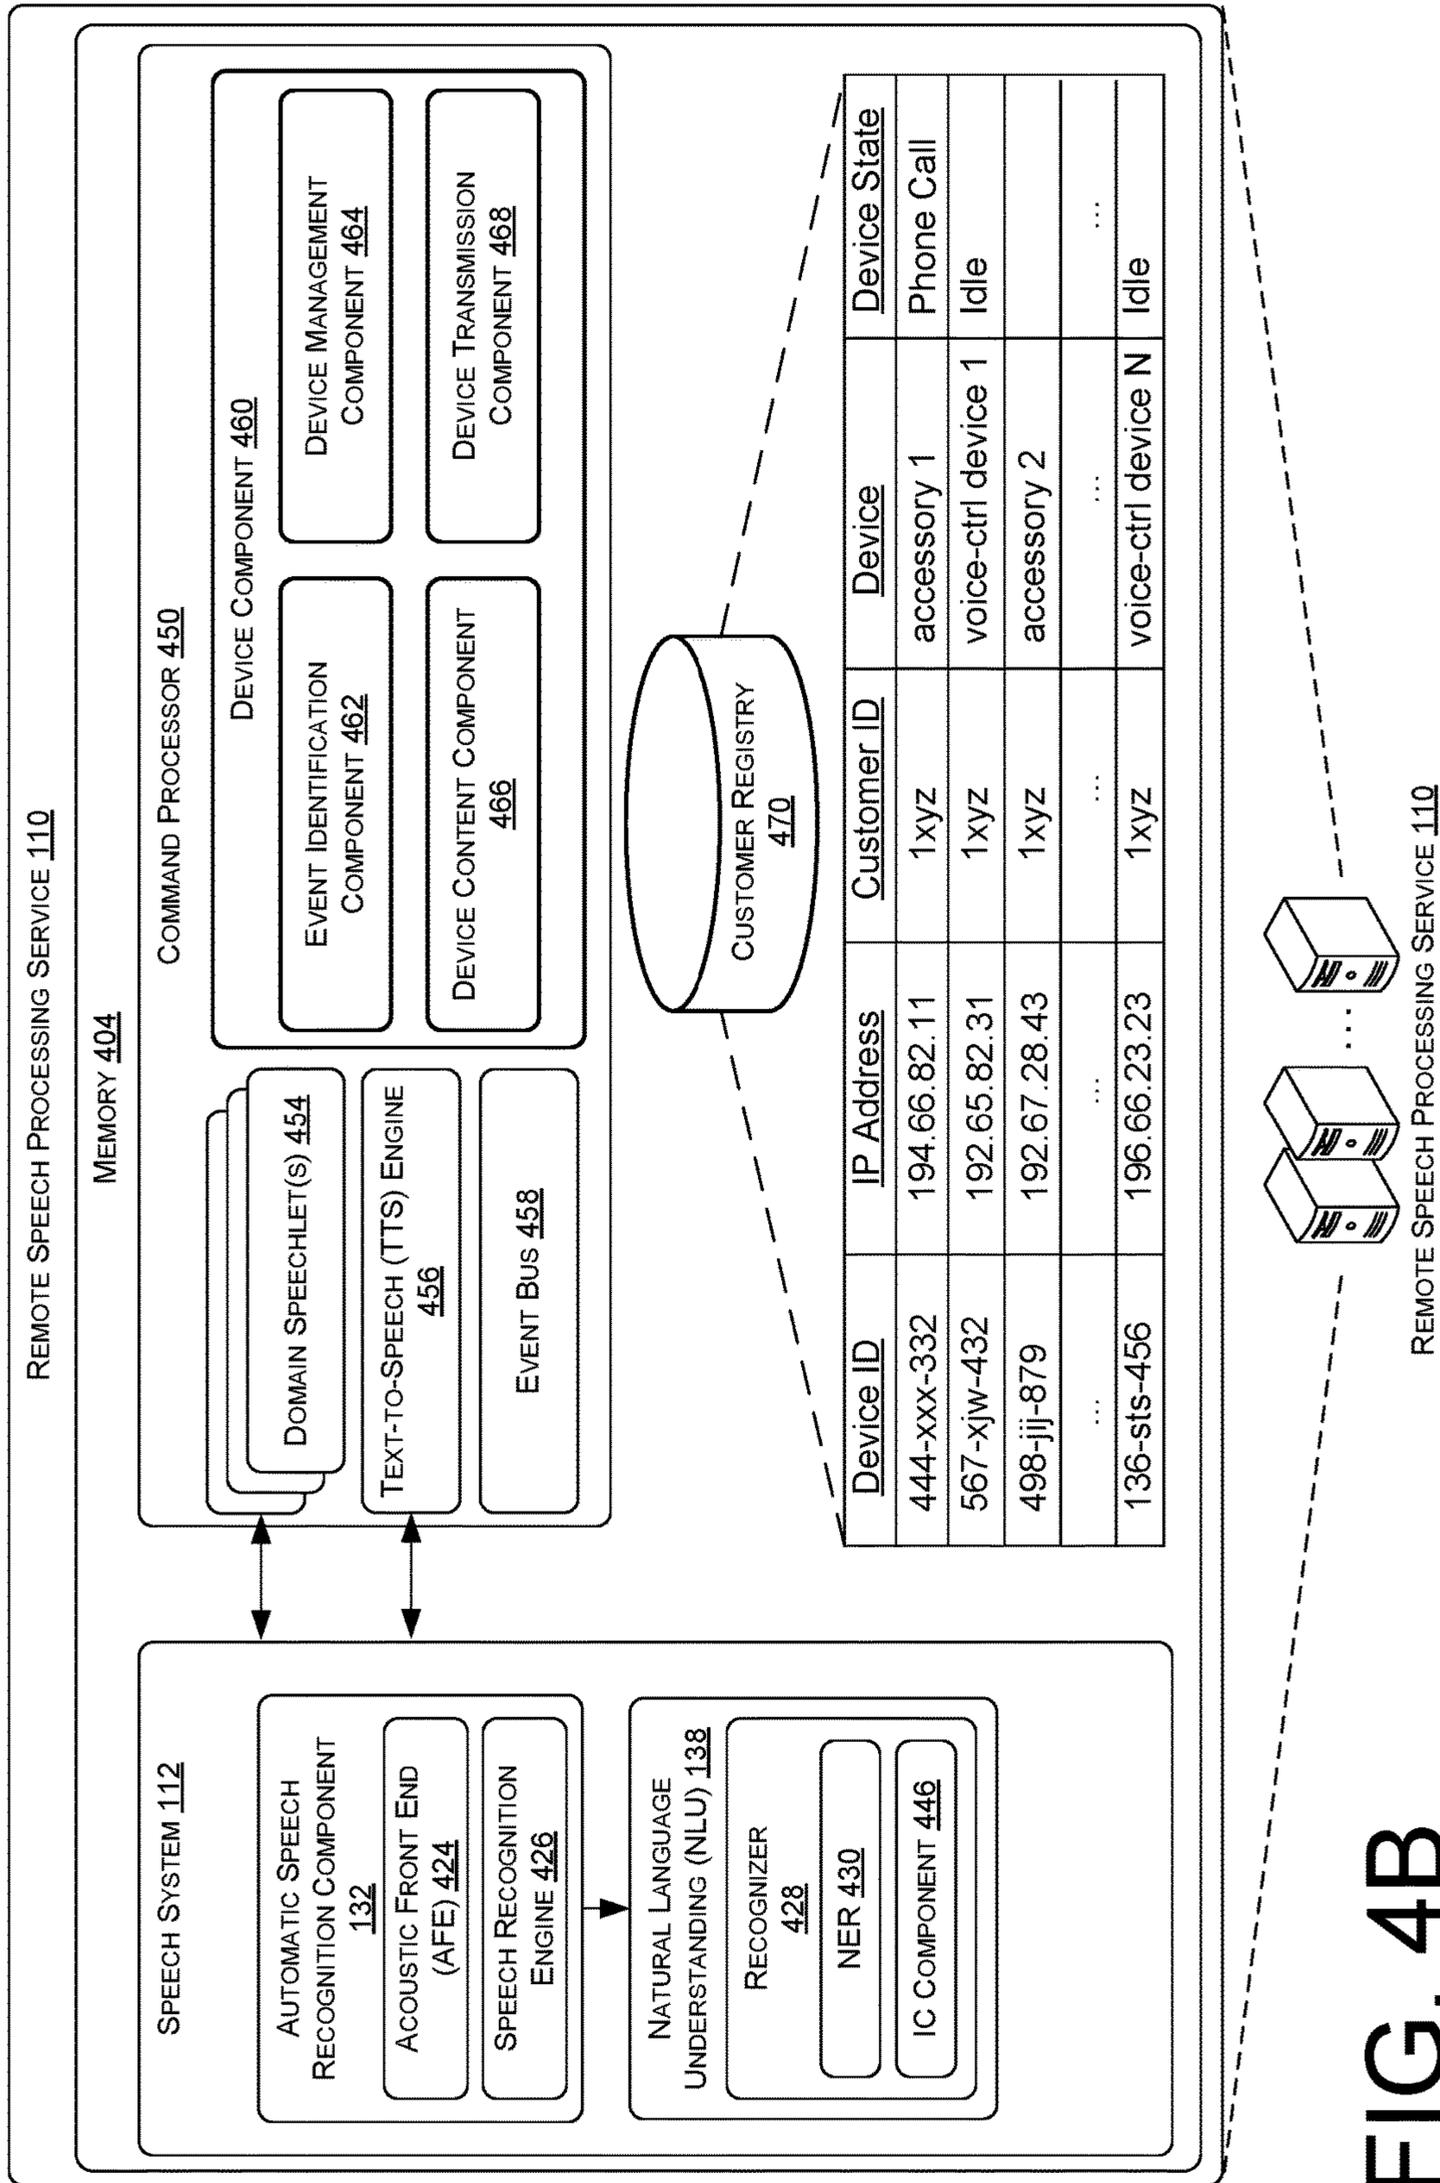 REMOTE SPEECH PROCESSING SERVICE 110
MEMORY 404
SPEECH SYSTEM 112
AUTOMATIC SPEECH
RECOGNITION COMPONENT
132
ACOUSTIC FRONT END
(AFE) 424
SPEECH RECOGNITION
ENGINE 426
NATURAL LANGUAGE
UNDERSTANDING (NLU) 138
RECOGNIZER
428
NER 430
IC COMPONENT 446
COMMAND PROCESSOR 450
DOMAIN SPEECHLET(S) 454
TEXT-TO-SPEECH (TTS) ENGINE
456
EVENT BUS 458
DEVICE COMPONENT 460
EVENT IDENTIFICATION
COMPONENT 462
DEVICE MANAGEMENT
COMPONENT 464
DEVICE CONTENT COMPONENT
466
DEVICE TRANSMISSION
COMPONENT 468
CUSTOMER REGISTRY
470
Device ID IP Address Customer ID Device Device State
444-xxx-332 194.66.82.11 1xyz accessory 1 Phone Call
567-xjw-432 192.65.82.31 1xyz voice-ctrl device 1 Idle
498-jij-879 192.67.28.43 1xyz accessory 2
... ... ... ... ...
136-sts-456 196.66.23.23 1xyz voice-ctrl device N Idle
...
REMOTE SPEECH PROCESSING SERVICE 110
FIG. 4B